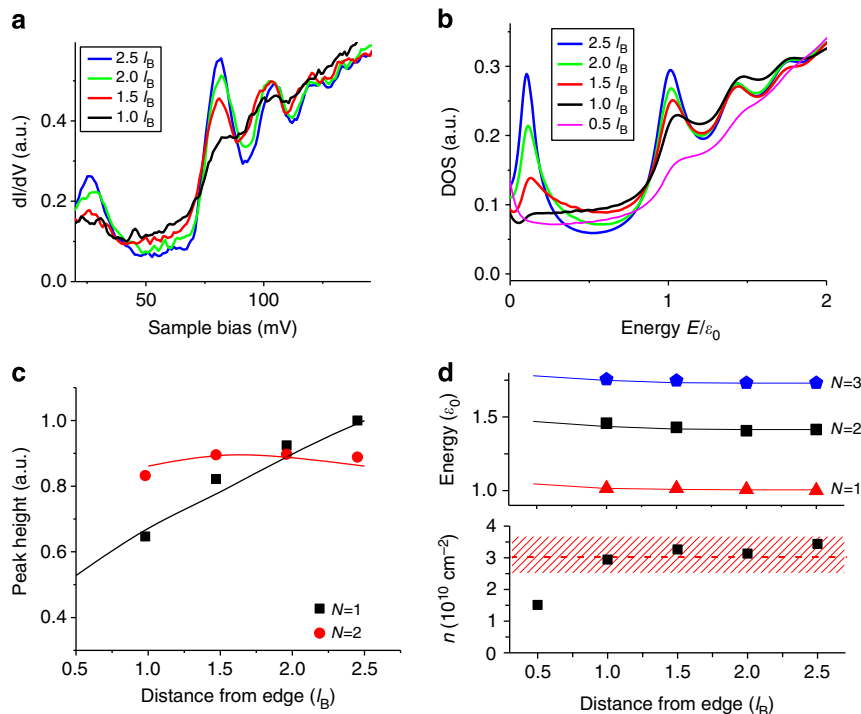 a
2.5 l_B
2.0 l_B
1.5 l_B
1.0 l_B
dI/dV (a.u.)
0.4
0.2
0.0
50
100
Sample bias (mV)
b
2.5 l_B
2.0 l_B
1.5 l_B
1.0 l_B
0.5 l_B
DOS (a.u.)
0.3
0.2
0.1
0.0
0
1
2
Energy E/ε₀
c
Peak height (a.u.)
1.0
0.8
0.6
0.4
N=1
N=2
0.5
1.0
1.5
2.0
2.5
Distance from edge (l_B)
d
Energy (ε₀)
1.5
1.0
N=3
N=2
N=1
n (10¹⁰ cm⁻²)
4
3
2
1
0
0.5
1.0
1.5
2.0
2.5
Distance from edge (l_B)